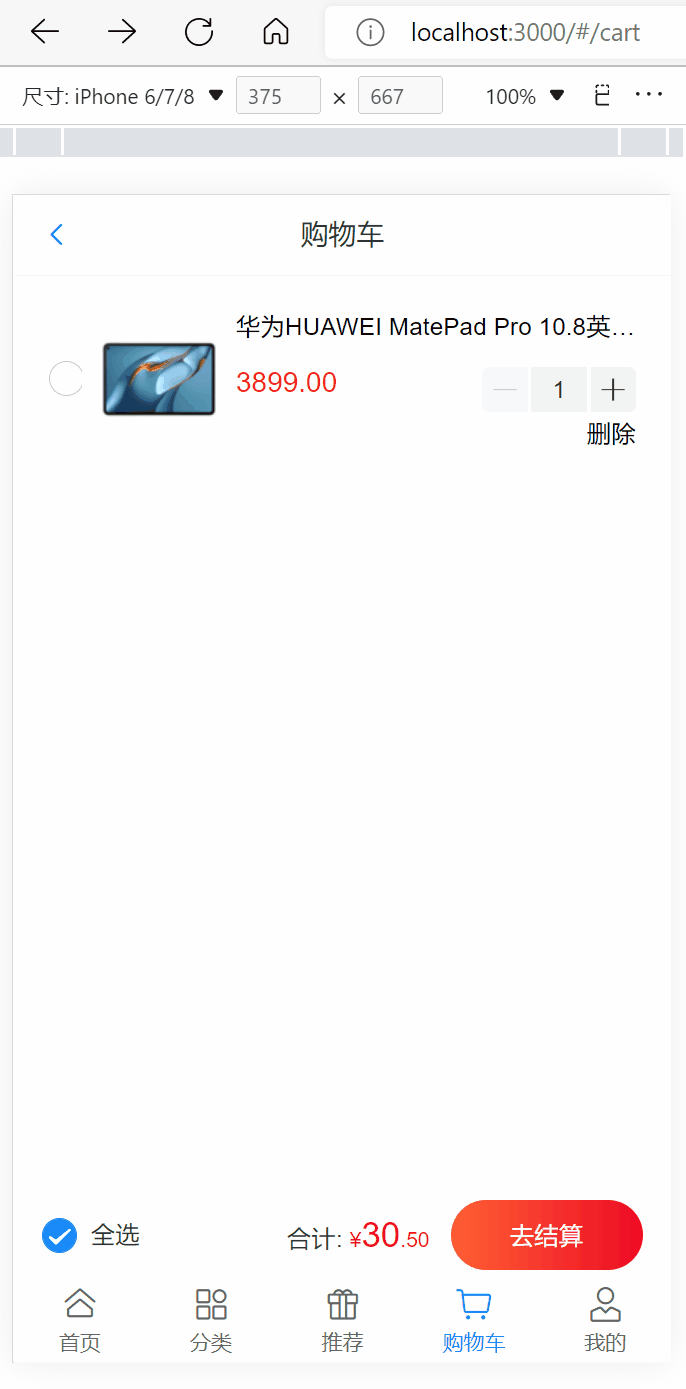 localhost:3000/#/cart
尺寸: iPhone 6/7/8 375 × 667 100%
购物车
华为HUAWEI MatePad Pro 10.8英…
3899.00
1
删除
全选 合计: ¥30.50 去结算
首页 分类 推荐 购物车 我的